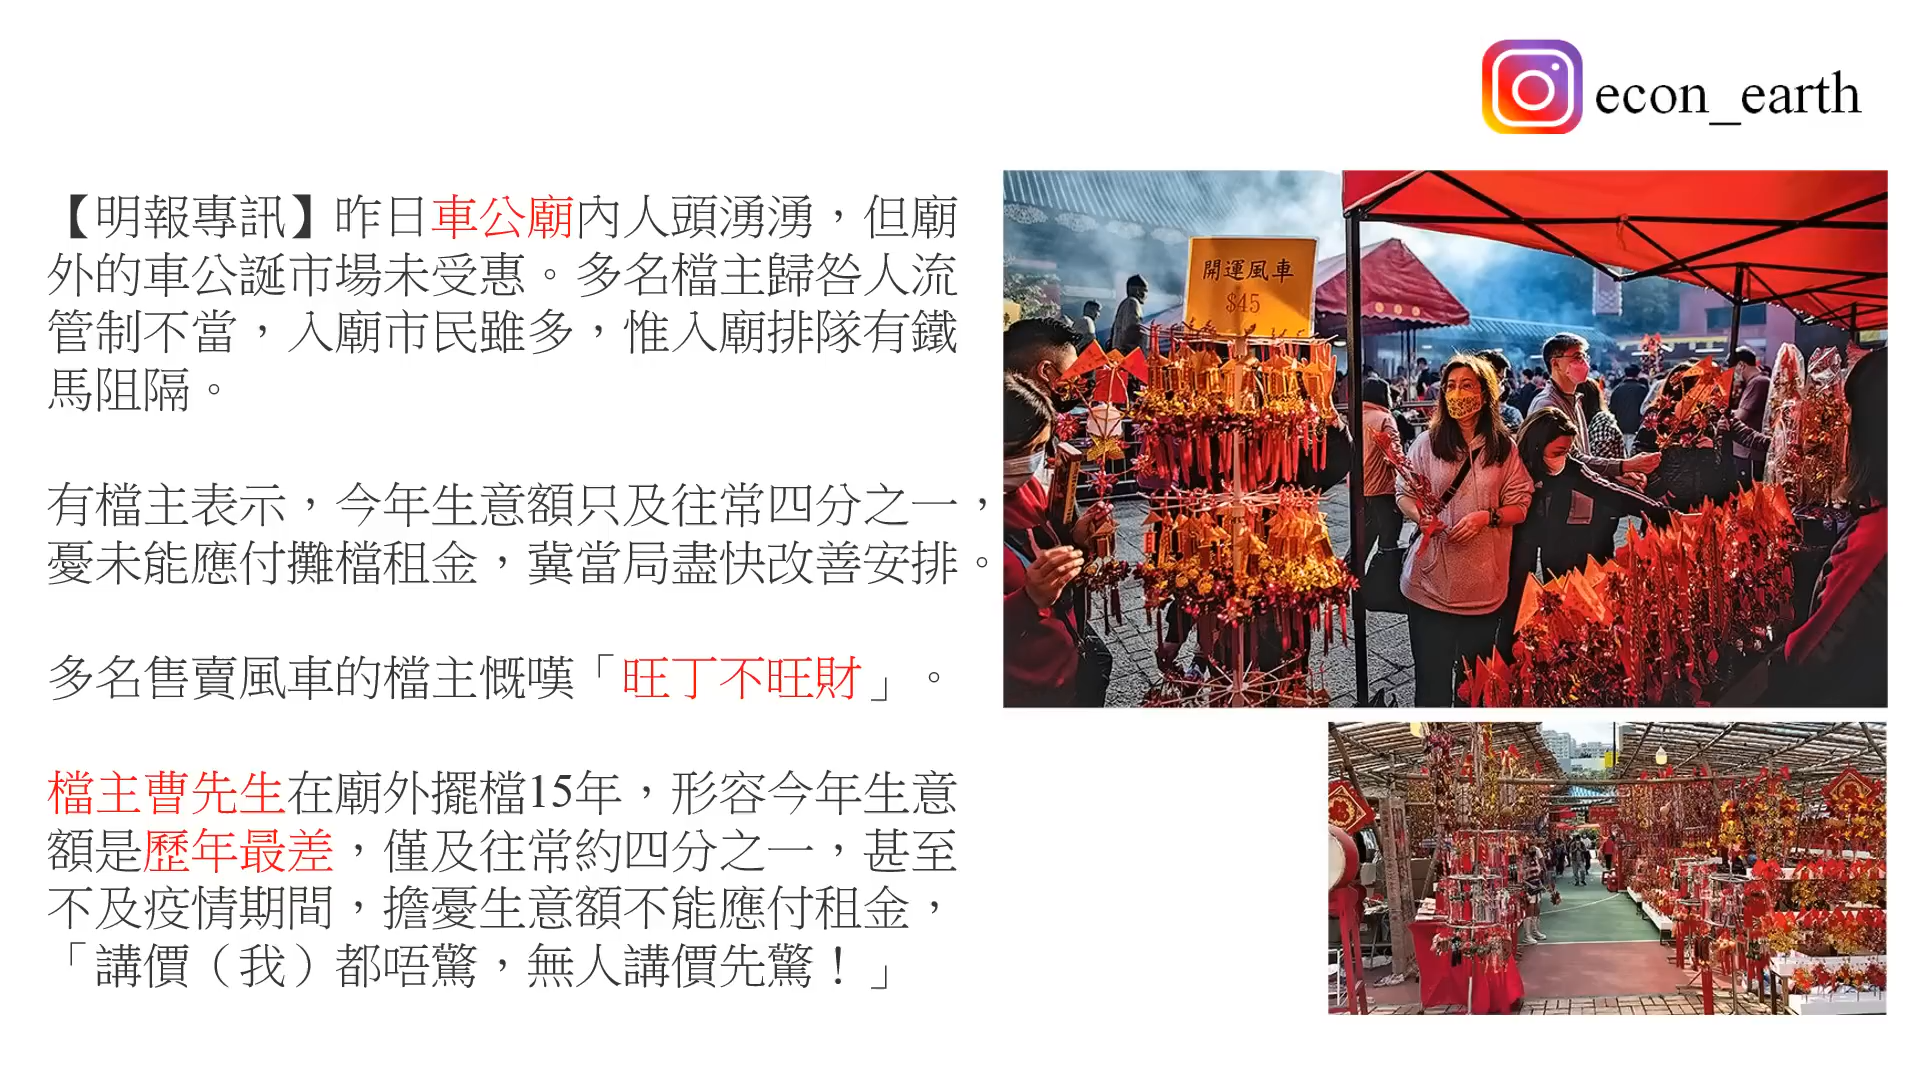 econ_earth
【明報專訊】昨日車公廟內人頭湧湧，但廟
外的車公誕市場未受惠。多名檔主歸咎人流
管制不當，入廟市民雖多，惟入廟排隊有鐵
馬阻隔。
有檔主表示，今年生意額只及往常四分之一，
憂未能應付攤檔租金，冀當局盡快改善安排。
多名售賣風車的檔主慨嘆「旺丁不旺財」。
檔主曹先生在廟外擺檔15年，形容今年生意
額是歷年最差，僅及往常約四分之一，甚至
不及疫情期間，擔憂生意額不能應付租金，
「講價（我）都唔驚，無人講價先驚！」
開運風車
$45